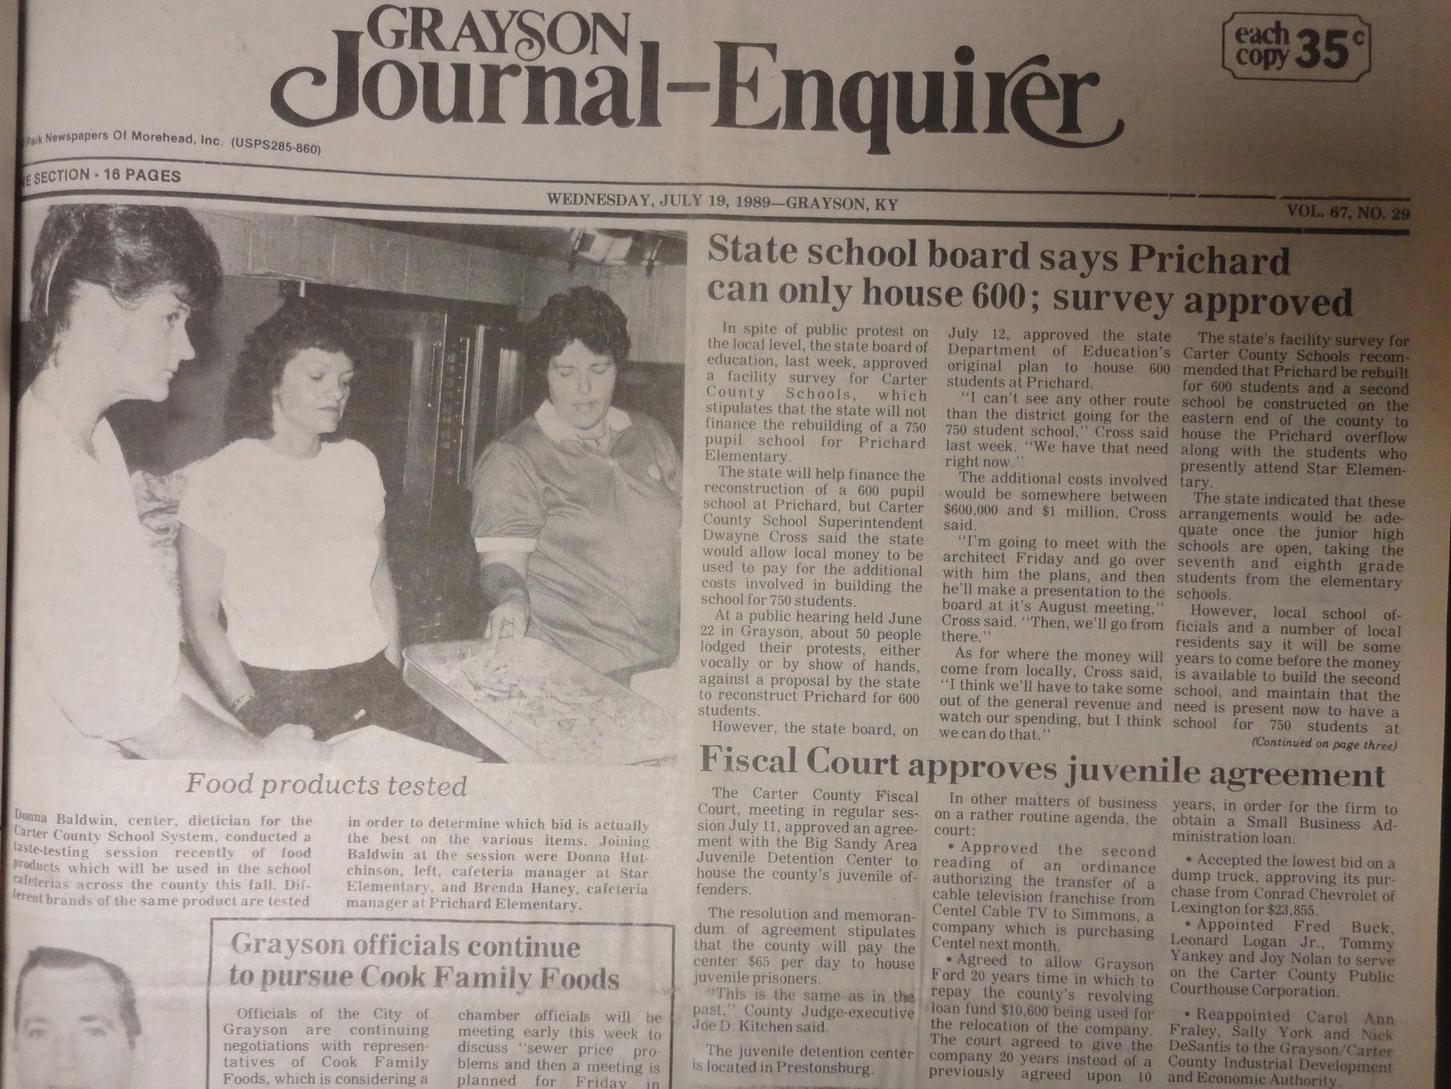 GRAYSON
Journal-Enquirer
each
copy 35¢
Park Newspapers Of Morehead, Inc. (USPS285-860)
SECTION - 16 PAGES
WEDNESDAY, JULY 19, 1989—GRAYSON, KY
VOL. 67, NO. 29
State school board says Prichard
can only house 600; survey approved
In spite of public protest on
the local level, the state board of
education, last week, approved
a facility survey for Carter
County Schools, which
stipulates that the state will not
finance the rebuilding of a 750
pupil school for Prichard
Elementary.
The state will help finance the
reconstruction of a 600 pupil
school at Prichard, but Carter
County School Superintendent
Dwayne Cross said the state
would allow local money to be
used to pay for the additional
costs involved in building the
school for 750 students.
At a public hearing held June
22 in Grayson, about 50 people
lodged their protests, either
vocally or by show of hands,
against a proposal by the state
to reconstruct Prichard for 600
students.
However, the state board, on
July 12, approved the state
Department of Education's
original plan to house 600
students at Prichard.
"I can't see any other route
than the district going for the
750 student school," Cross said
last week. "We have that need
right now."
The additional costs involved
would be somewhere between
$600,000 and $1 million, Cross
said.
"I'm going to meet with the
architect Friday and go over
with him the plans, and then
he'll make a presentation to the
board at it's August meeting,"
Cross said. "Then, we'll go from
there."
As for where the money will
come from locally, Cross said,
"I think we'll have to take some
out of the general revenue and
watch our spending, but I think
we can do that."
The state's facility survey for
Carter County Schools recom-
mended that Prichard be rebuilt
for 600 students and a second
school be constructed on the
eastern end of the county to
house the Prichard overflow
along with the students who
presently attend Star Elemen-
tary.
The state indicated that these
arrangements would be ade-
quate once the junior high
schools are open, taking the
seventh and eighth grade
students from the elementary
schools.
However, local school of-
ficials and a number of local
residents say it will be some
years to come before the money
is available to build the second
school, and maintain that the
need is present now to have a
school for 750 students at
(Continued on page three)
Food products tested
Donna Baldwin, center, dietician for the
Carter County School System, conducted a
taste-testing session recently of food
products which will be used in the school
cafeterias across the county this fall. Dif-
ferent brands of the same product are tested
in order to determine which bid is actually
the best on the various items. Joining
Baldwin at the session were Donna Hut-
chinson, left, cafeteria manager at Star
Elementary, and Brenda Haney, cafeteria
manager at Prichard Elementary.
Fiscal Court approves juvenile agreement
The Carter County Fiscal
Court, meeting in regular ses-
sion July 11, approved an agree-
ment with the Big Sandy Area
Juvenile Detention Center to
house the county's juvenile of-
fenders.
The resolution and memoran-
dum of agreement stipulates
that the county will pay the
center $65 per day to house
juvenile prisoners.
"This is the same as in the
past," County Judge-executive
Joe D. Kitchen said.
The juvenile detention center
is located in Prestonsburg.
In other matters of business
on a rather routine agenda, the
court:
• Approved the second
reading of an ordinance
authorizing the transfer of a
cable television franchise from
Centel Cable TV to Simmons, a
company which is purchasing
Centel next month.
• Agreed to allow Grayson
Ford 20 years time in which to
repay the county's revolving
loan fund $10,600 being used for
the relocation of the company.
The court agreed to give the
company 20 years instead of a
previously agreed upon 10
years, in order for the firm to
obtain a Small Business Ad-
ministration loan.
• Accepted the lowest bid on a
dump truck, approving its pur-
chase from Conrad Chevrolet of
Lexington for $23,855.
• Appointed Fred Buck,
Leonard Logan Jr., Tommy
Yankey and Joy Nolan to serve
on the Carter County Public
Courthouse Corporation.
• Reappointed Carol Ann
Fraley, Sally York and Nick
DeSantis to the Grayson/Carter
County Industrial Development
and Economic Authority.
Grayson officials continue
to pursue Cook Family Foods
Officials of the City of
Grayson are continuing
negotiations with represen-
tatives of Cook Family
Foods, which is considering a
chamber officials will be
meeting early this week to
discuss "sewer price pro-
blems and then a meeting is
planned for Friday in